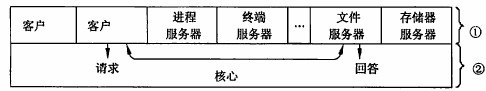 客户 客户 进程服务器 终端服务器 … 文件服务器 存储器服务器 ①
请求 核心 回答 ②